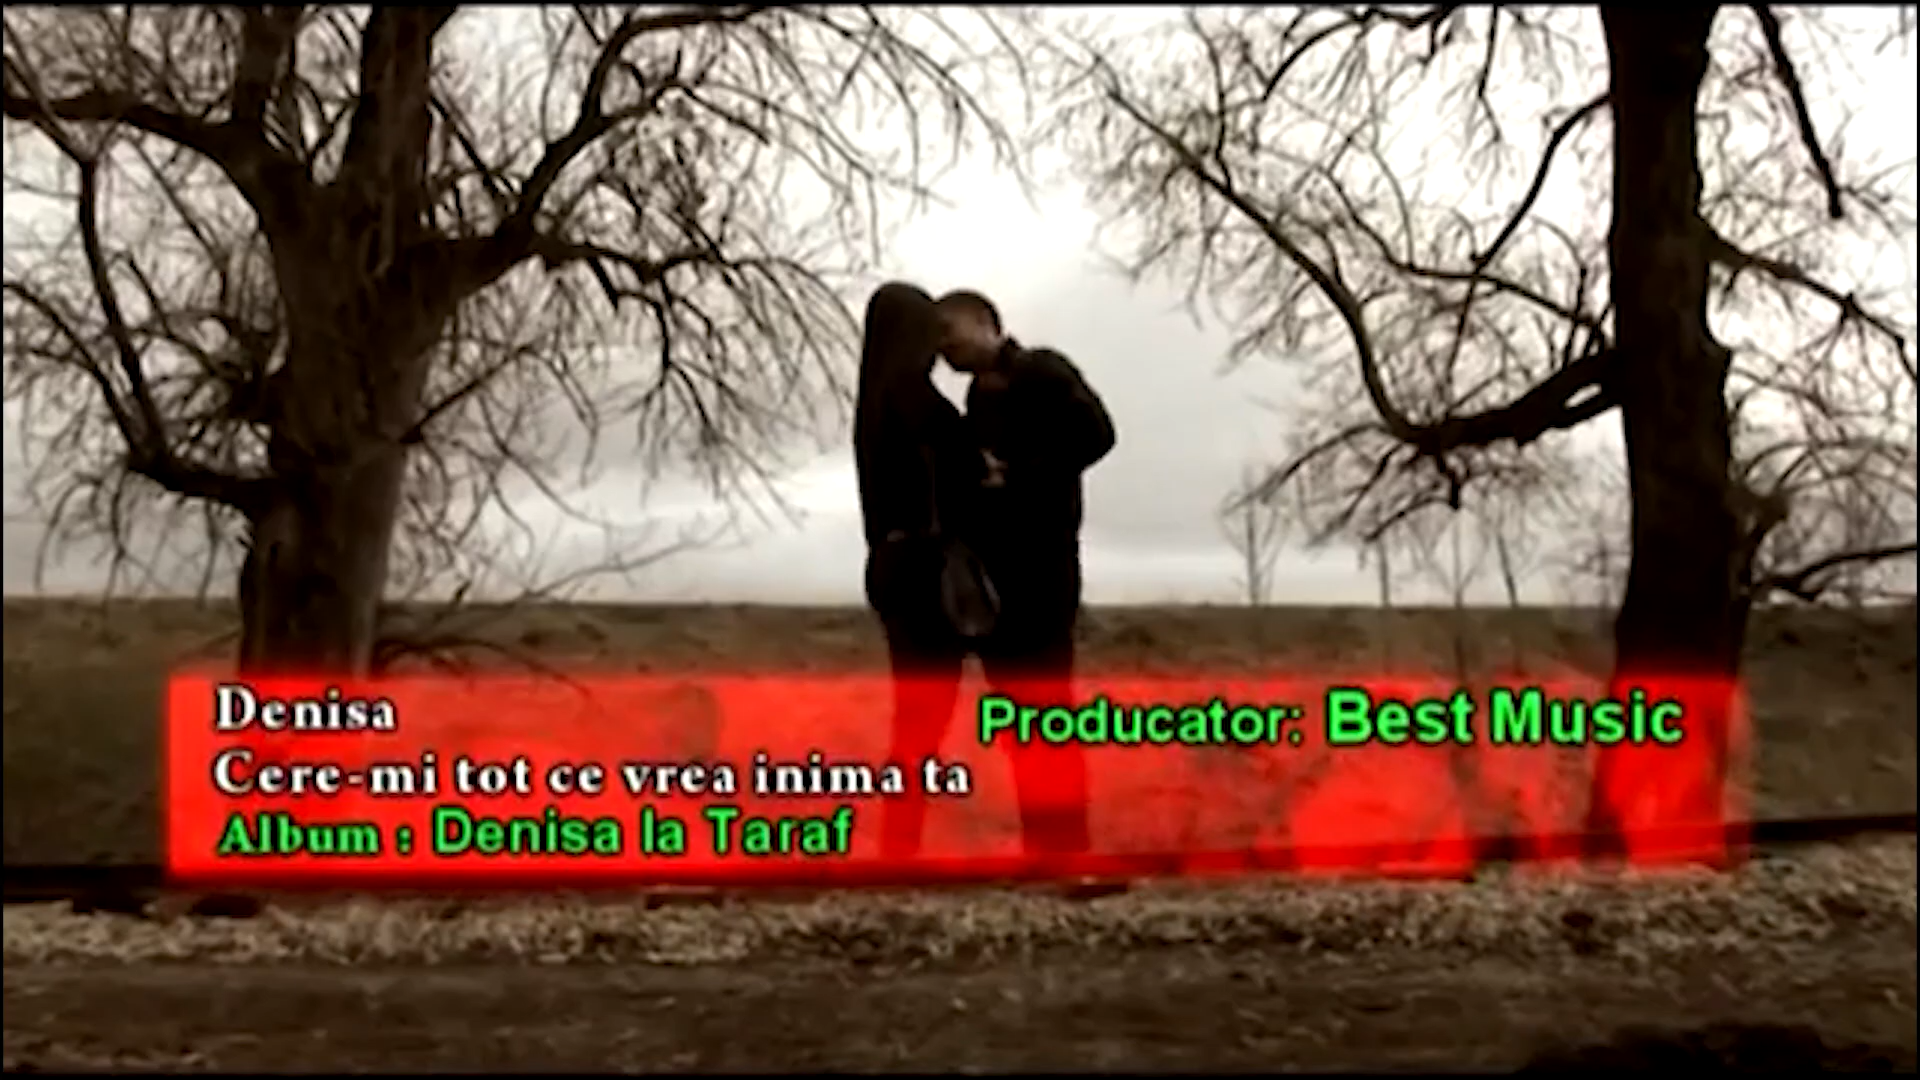 Denisa
Cere-mi tot ce vrea inima ta
Album : Denisa la Taraf
Producator: Best Music